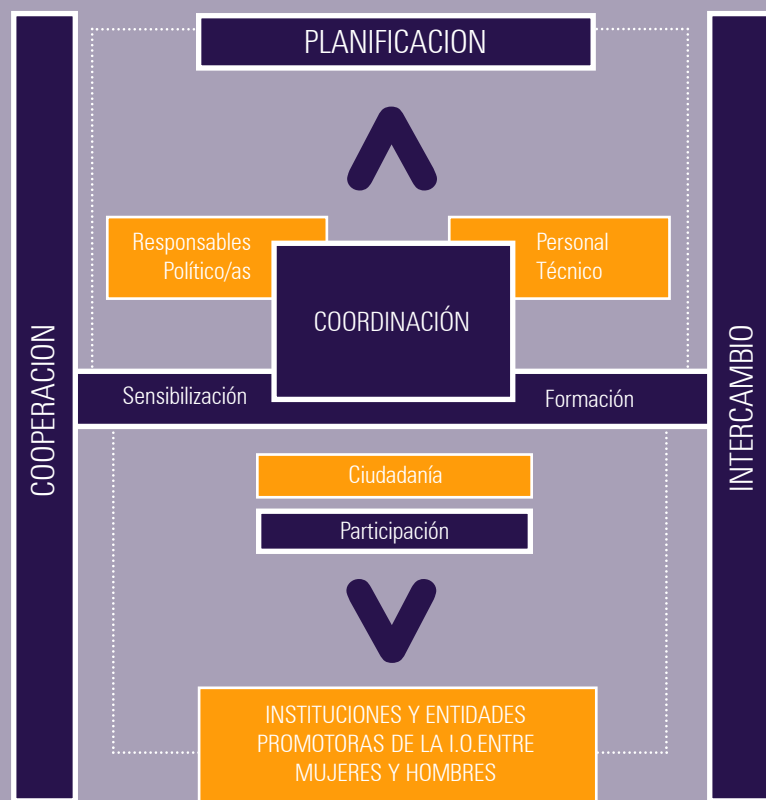 PLANIFICACION
Responsables
Político/as
Personal
Técnico
COORDINACIÓN
COOPERACION
INTERCAMBIO
Sensibilización
Formación
Ciudadanía
Participación
INSTITUCIONES Y ENTIDADES
PROMOTORAS DE LA I.O.ENTRE
MUJERES Y HOMBRES